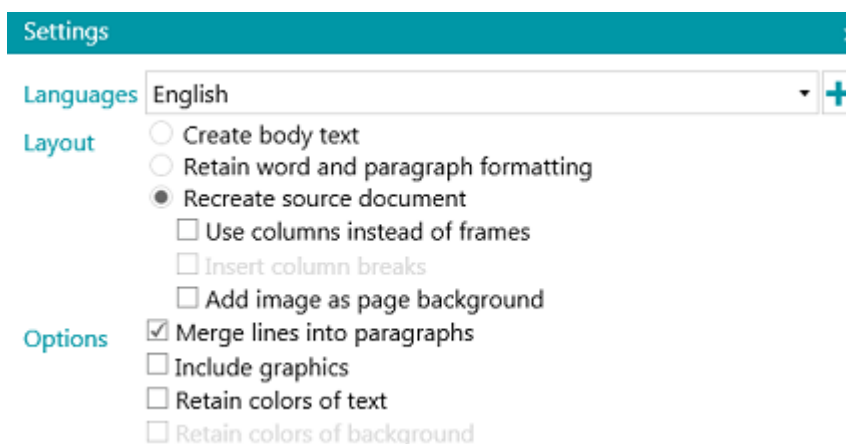 Settings
Languages English
Layout Create body text
Retain word and paragraph formatting
Recreate source document
Use columns instead of frames
Insert column breaks
Add image as page background
Options Merge lines into paragraphs
Include graphics
Retain colors of text
Retain colors of background